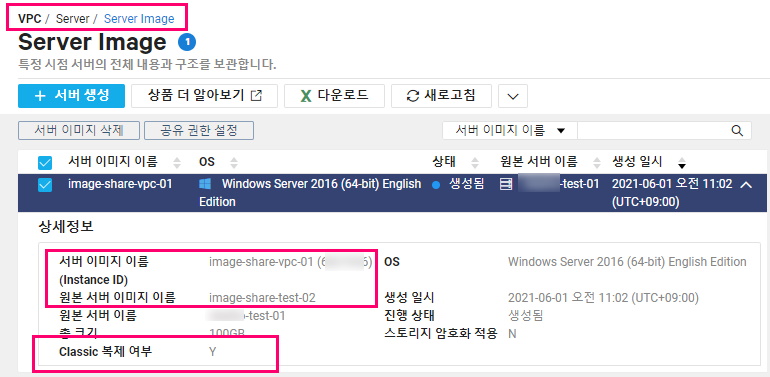 VPC / Server / Server Image
Server Image 1
특정 시점 서버의 전체 내용과 구조를 보관합니다.
+ 서버 생성 상품 더 알아보기 다운로드 새로고침
서버 이미지 삭제 공유 권한 설정 서버 이미지 이름
서버 이미지 이름 OS 상태 원본 서버 이름 생성 일시
image-share-vpc-01 Windows Server 2016 (64-bit) English Edition 생성됨 -test-01 2021-06-01 오전 11:02 (UTC+09:00)
상세정보
서버 이미지 이름 (Instance ID) image-share-vpc-01 (6 6) OS Windows Server 2016 (64-bit) English Edition
원본 서버 이미지 이름 image-share-test-02 생성 일시 2021-06-01 오전 11:02 (UTC+09:00)
원본 서버 이름 -test-01 진행 상태 생성됨
총 크기 100GB 스토리지 암호화 적용 N
Classic 복제 여부 Y